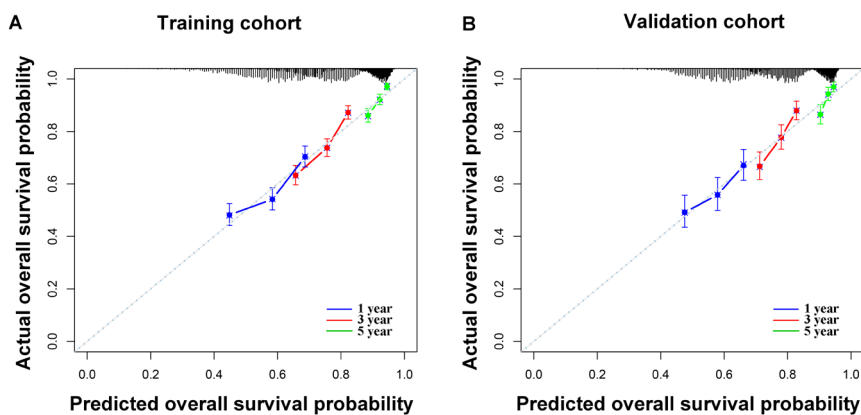 A
Training cohort
Actual overall survival probability
1.0
0.8
0.6
0.4
0.2
0.0
1 year
3 year
5 year
0.0 0.2 0.4 0.6 0.8 1.0
Predicted overall survival probability
B
Validation cohort
Actual overall survival probability
1.0
0.8
0.6
0.4
0.2
0.0
1 year
3 year
5 year
0.0 0.2 0.4 0.6 0.8 1.0
Predicted overall survival probability